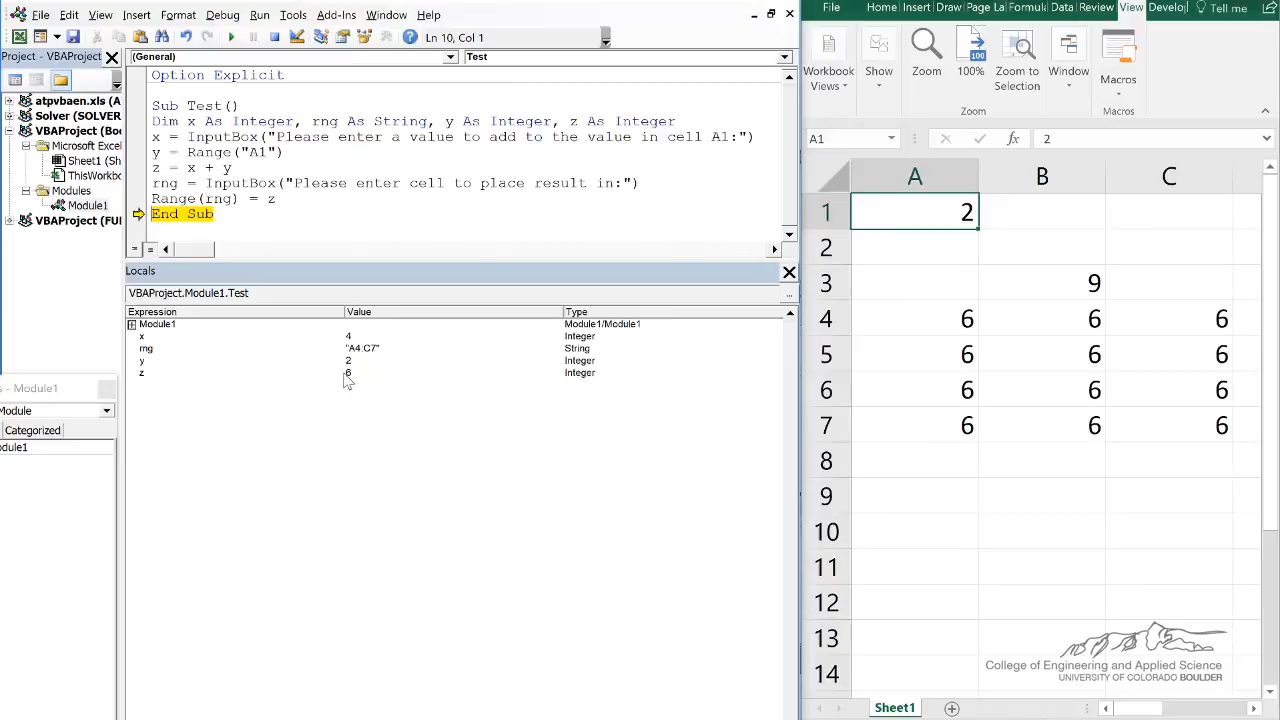 File Edit View Insert Format Debug Run Tools Add-Ins Window Help
Ln 10, Col 1
Project - VBAProject
(General) Test
atpvbaen.xls (A
Solver (SOLVER
VBAProject (Boo
Microsoft Exce
Sheet1 (Sh
ThisWorkbo
Modules
Module1
VBAProject (FUI
Option Explicit
Sub Test()
Dim x As Integer, rng As String, y As Integer, z As Integer
x = InputBox("Please enter a value to add to the value in cell A1:")
y = Range("A1")
z = x + y
rng = InputBox("Please enter cell to place result in:")
Range(rng) = z
End Sub
Locals
VBAProject.Module1.Test ...
Expression Value Type
Module1 Module1/Module1
x 4 Integer
rng "A4:C7" String
y 2 Integer
z 6 Integer
s - Module1
Module
Categorized
odule1
File Home Insert Draw Page La Formula Data Review View Develo Tell me
Workbook Views
Show
Zoom
100
100%
Zoom to Selection
Window
Macros
Zoom
Macros
A1 fx 2
A B C
1 2
2
3 9
4 6 6 6
5 6 6 6
6 6 6 6
7 6 6 6
8
9
10
11
12
13
14
College of Engineering and Applied Science
UNIVERSITY OF COLORADO BOULDER
Sheet1